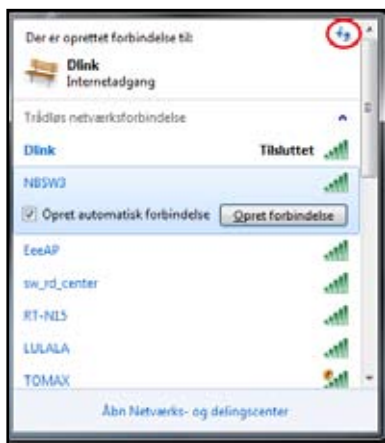 Der er oprettet forbindelse til:
Dlink
Internetadgang
Trådløs netværksforbindelse
Dlink Tilsluttet
NBSW3
Opret automatisk forbindelse Opret forbindelse
EeeAP
sw_rd_center
RT-N15
LULALA
TOMAX
Åbn Netværks- og delingscenter